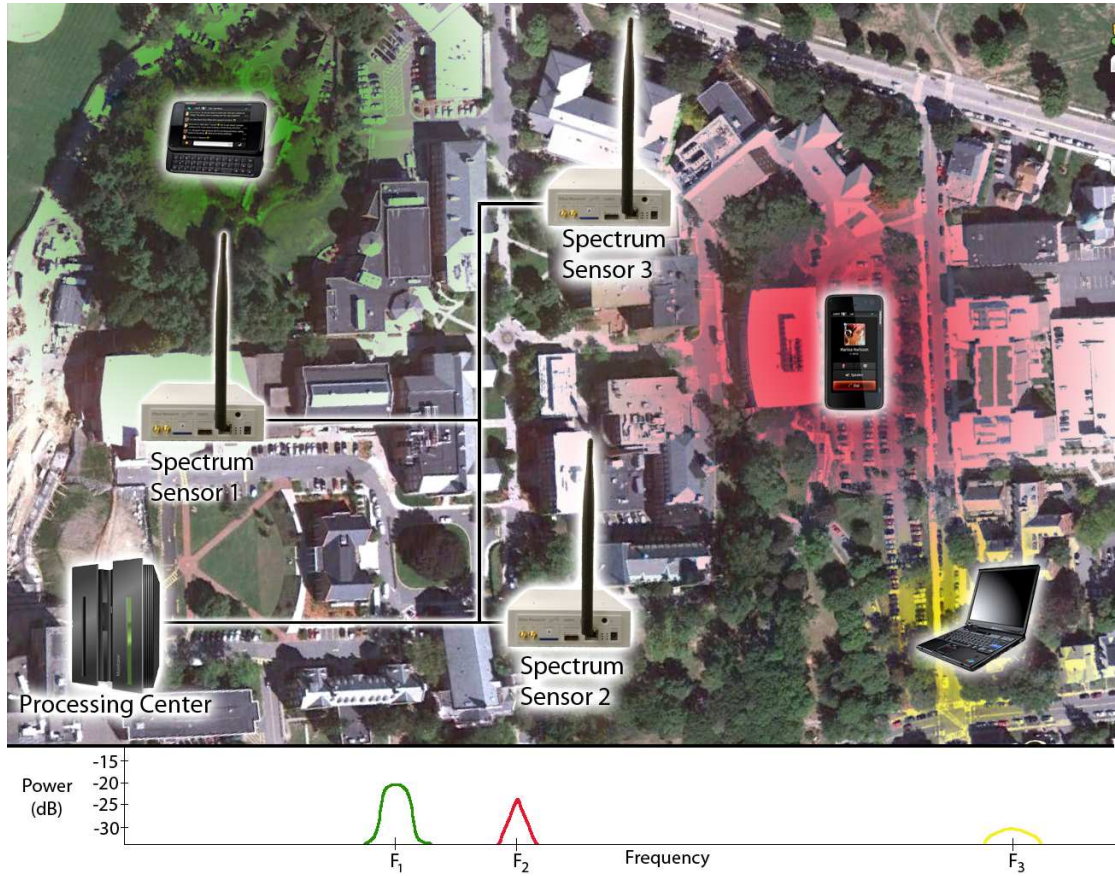 Spectrum
Sensor 3
Spectrum
Sensor 1
Spectrum
Sensor 2
Processing Center
Power
(dB)
-15
-20
-25
-30
F₁
F₂
Frequency
F₃